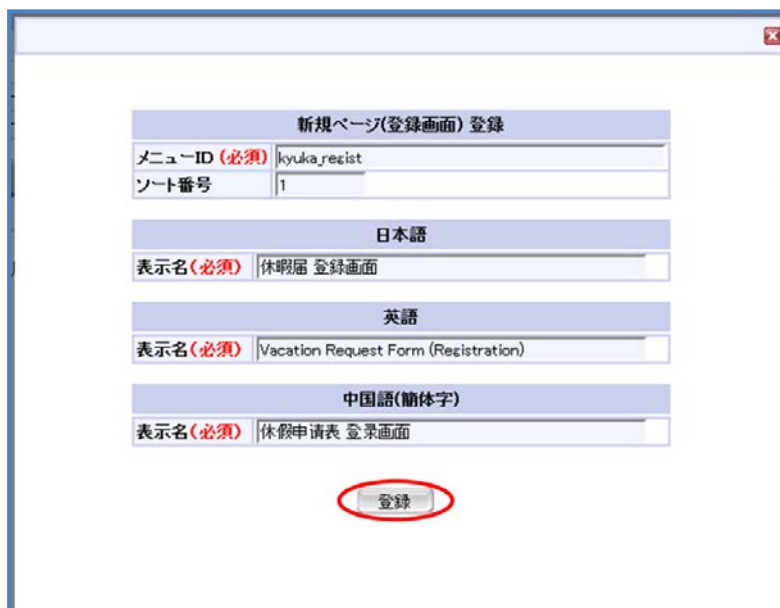 新規ページ(登録画面) 登録
メニューID (必須) kyuka_regist
ソート番号 1
日本語
表示名(必須) 休暇届 登録画面
英語
表示名(必須) Vacation Request Form (Registration)
中国語(簡体字)
表示名(必須) 休假申请表 登录画面
登録